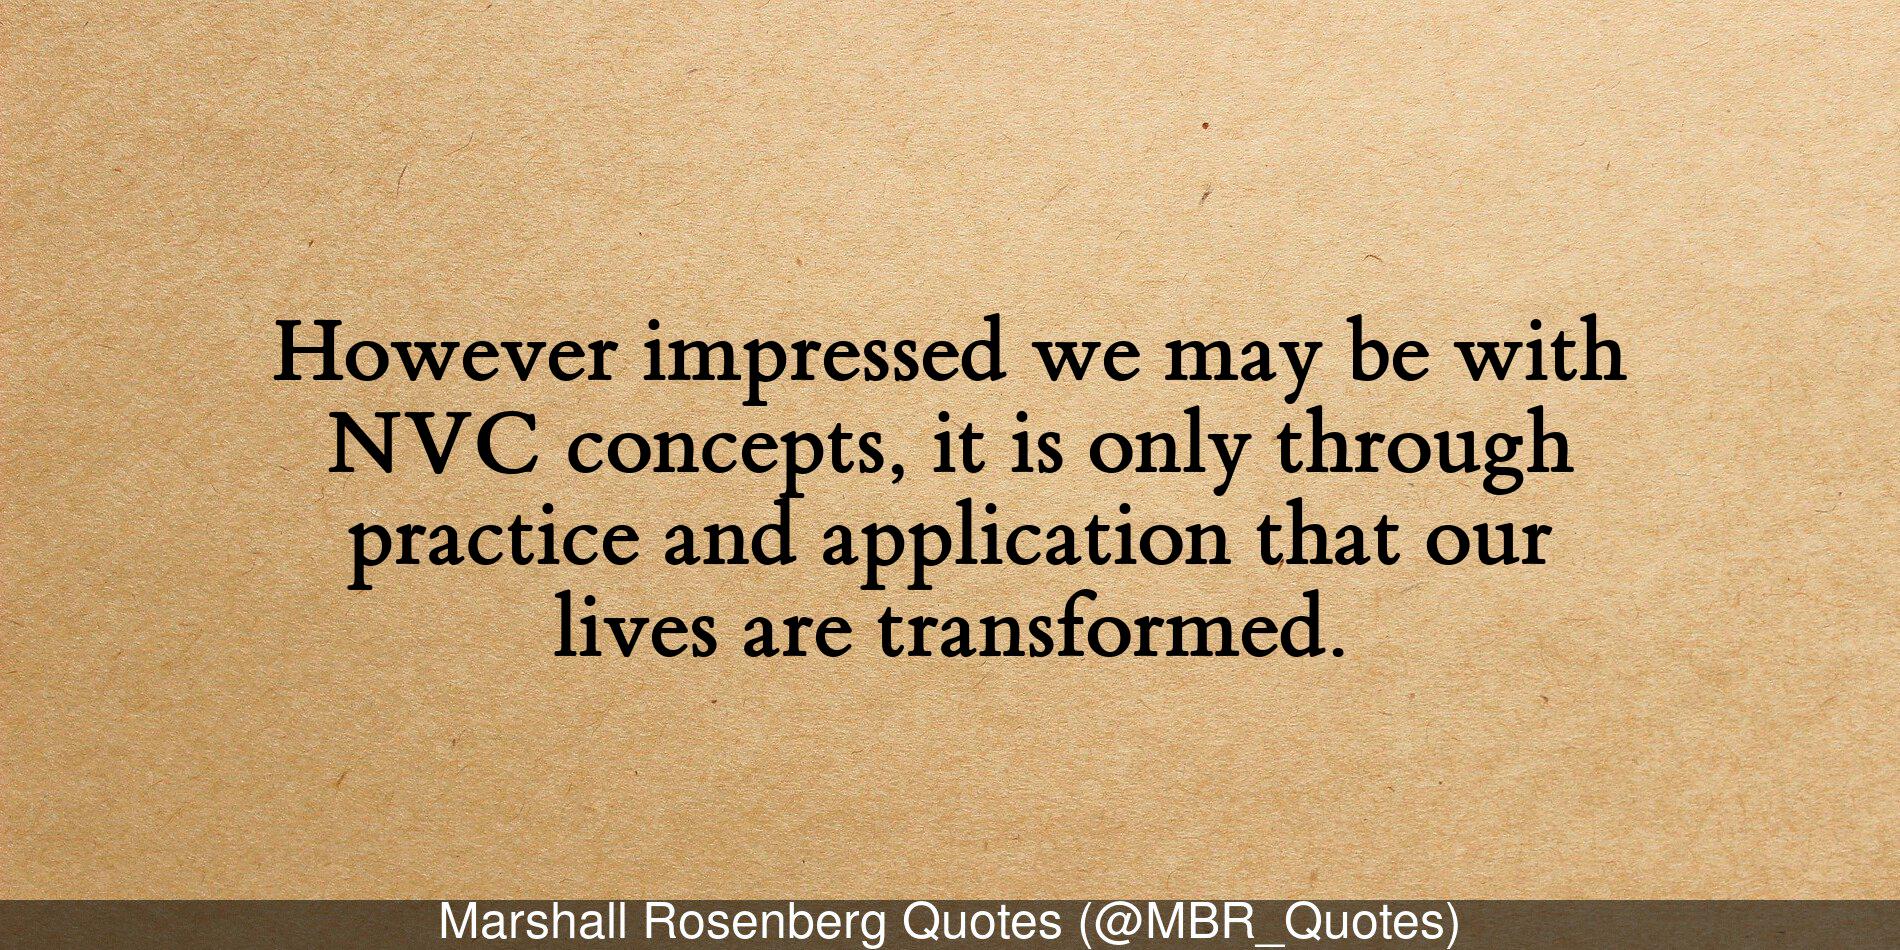 However impressed we may be with
NVC concepts, it is only through
practice and application that our
lives are transformed.
Marshall Rosenberg Quotes (@MBR_Quotes)